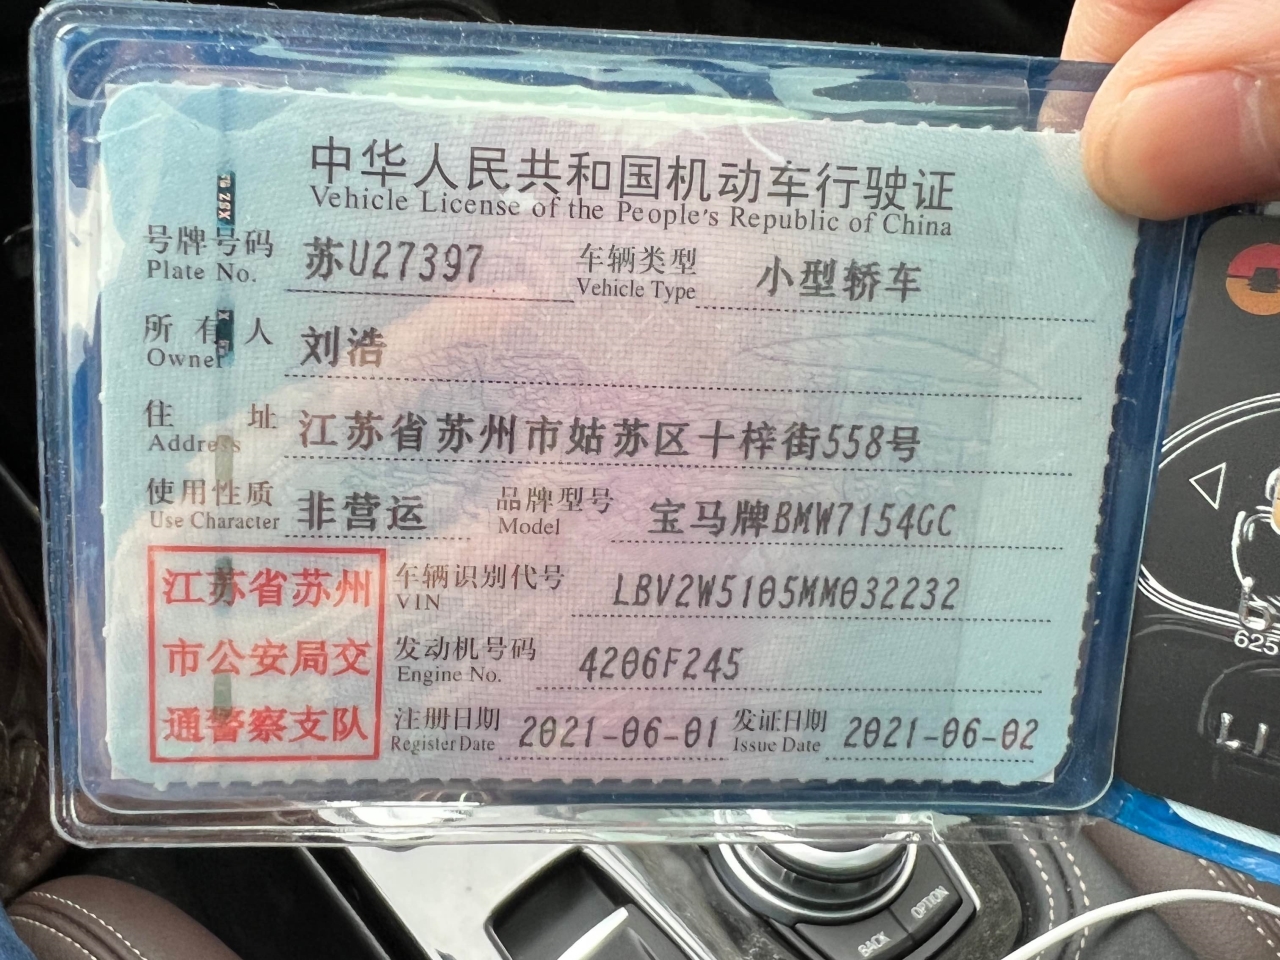 中华人民共和国机动车行驶证
Vehicle License of the People's Republic of China
号牌号码 苏U27397 车辆类型 小型轿车
Plate No. Vehicle Type
所有人 刘浩
Owner
住址 江苏省苏州市姑苏区十梓街558号
Address
使用性质 非营运 品牌型号 宝马牌BMW7154GC
Use Character Model
江苏省苏州
市公安局交
通警察支队
车辆识别代号 LBV2W5105MM032232
VIN
发动机号码 4206F245
Engine No.
注册日期 2021-06-01 发证日期 2021-06-02
Register Date Issue Date
625
OPTION
BACK